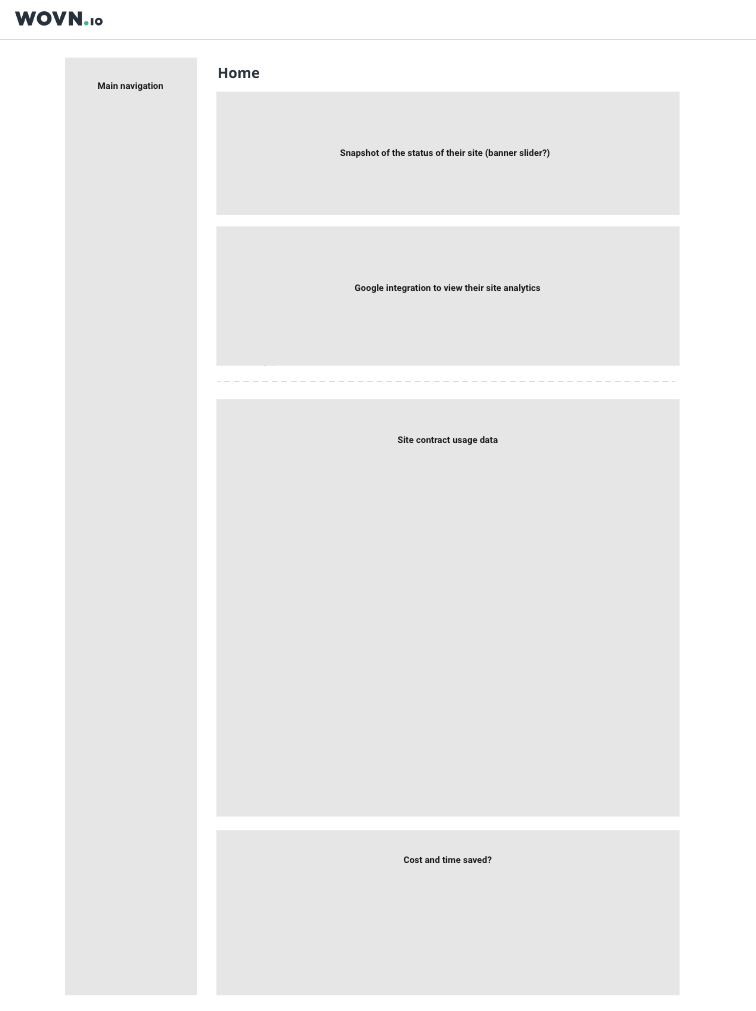 WOVN.io
Main navigation
Home
Snapshot of the status of their site (banner slider?)
Google integration to view their site analytics
Site contract usage data
Cost and time saved?